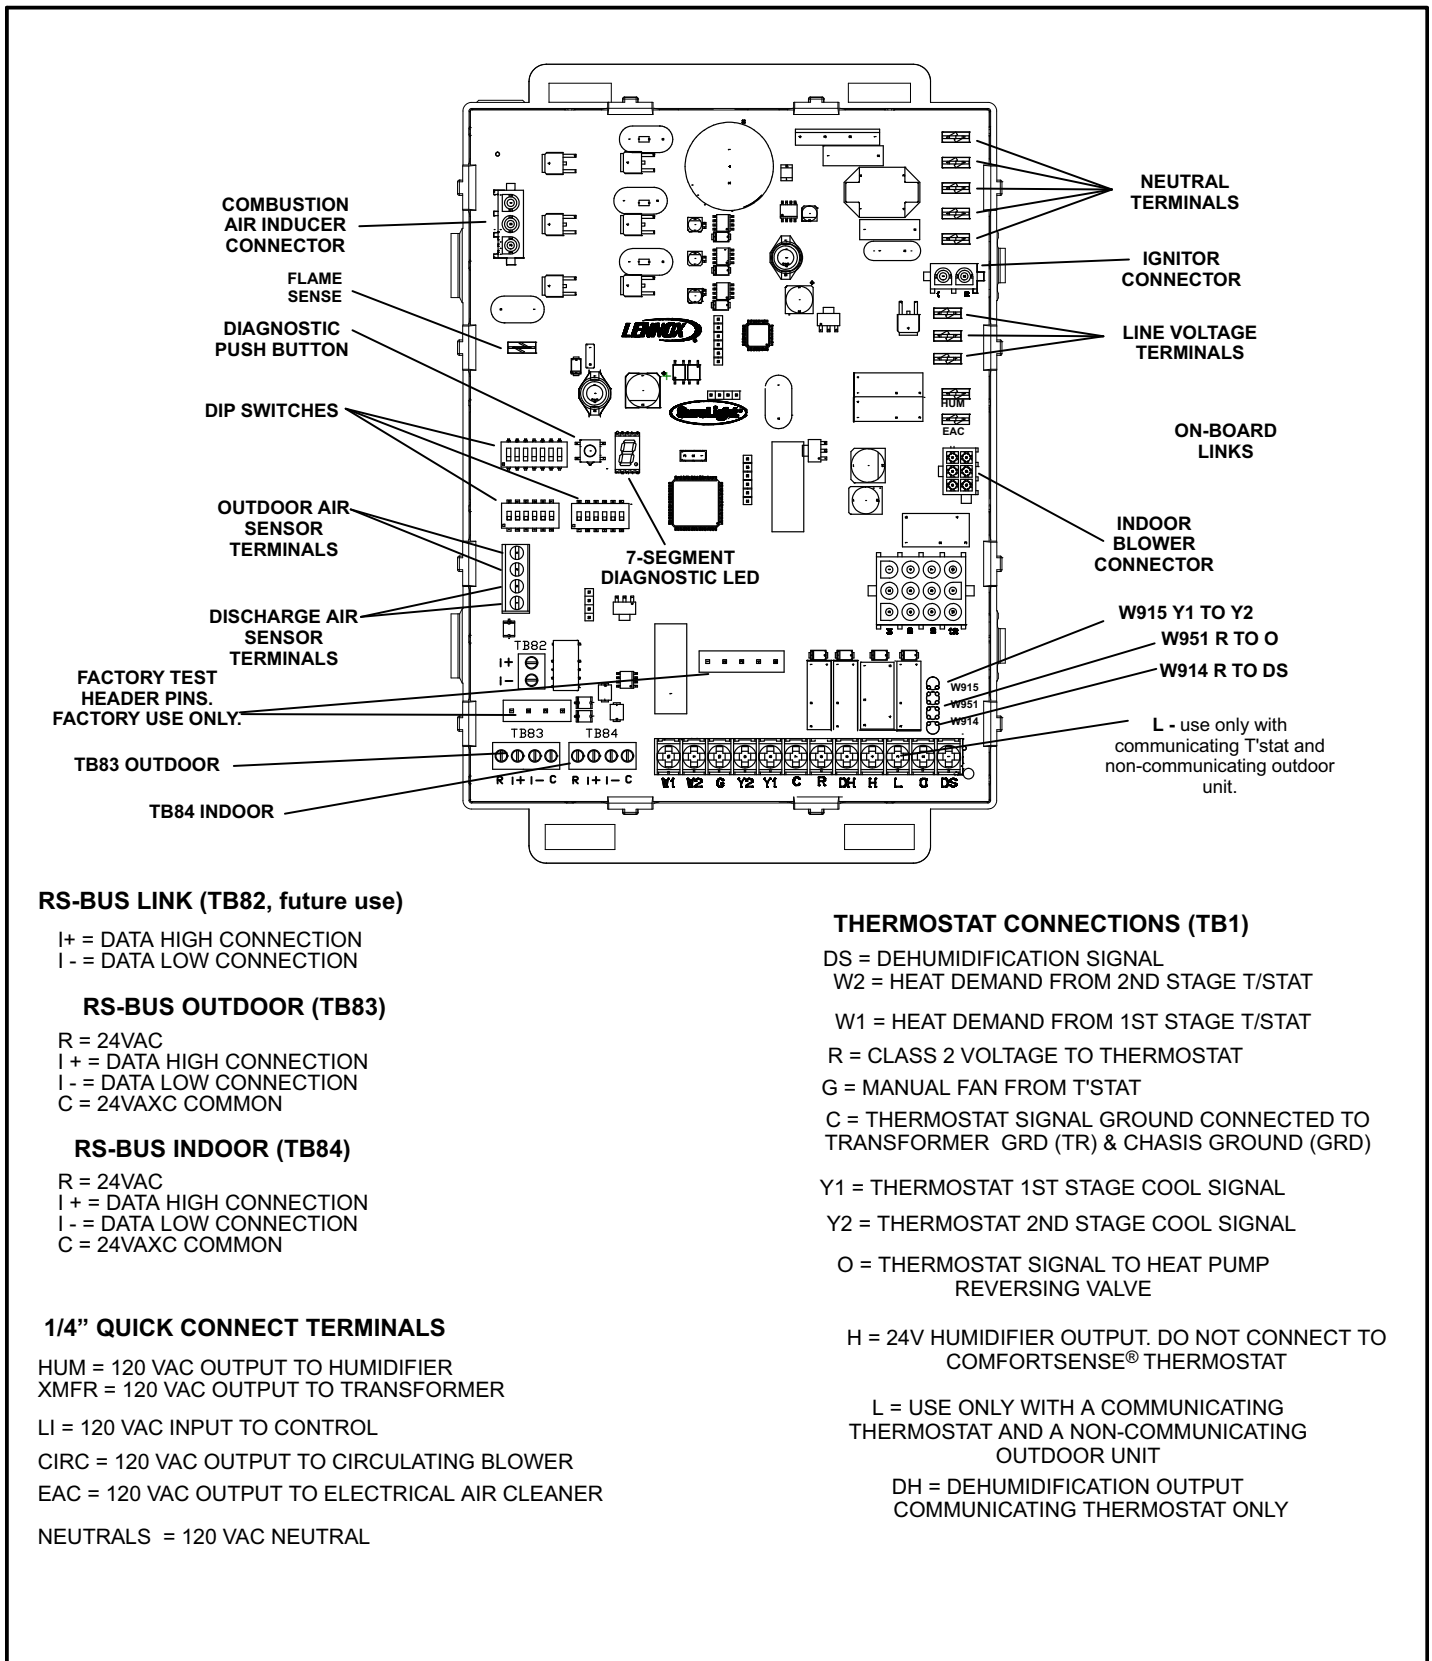 COMBUSTION
AIR INDUCER
CONNECTOR
FLAME
SENSE
DIAGNOSTIC
PUSH BUTTON
DIP SWITCHES
OUTDOOR AIR
SENSOR
TERMINALS
DISCHARGE AIR
SENSOR
TERMINALS
FACTORY TEST
HEADER PINS.
FACTORY USE ONLY.
TB83 OUTDOOR
TB84 INDOOR
LENNOX
SureLight
HUM
EAC
7-SEGMENT
DIAGNOSTIC LED
TB82
I+
I-
TB83
TB84
R I+ I- C
R I+ I- C
W915
W951
W914
W1 W2 G Y2 Y1 C R DH H L O DS
NEUTRAL
TERMINALS
IGNITOR
CONNECTOR
LINE VOLTAGE
TERMINALS
ON-BOARD
LINKS
INDOOR
BLOWER
CONNECTOR
W915 Y1 TO Y2
W951 R TO O
W914 R TO DS
L - use only with
communicating T'stat and
non-communicating outdoor
unit.
RS-BUS LINK (TB82, future use)
I+ = DATA HIGH CONNECTION
I - = DATA LOW CONNECTION
RS-BUS OUTDOOR (TB83)
R = 24VAC
I + = DATA HIGH CONNECTION
I - = DATA LOW CONNECTION
C = 24VAXC COMMON
RS-BUS INDOOR (TB84)
R = 24VAC
I + = DATA HIGH CONNECTION
I - = DATA LOW CONNECTION
C = 24VAXC COMMON
1/4” QUICK CONNECT TERMINALS
HUM = 120 VAC OUTPUT TO HUMIDIFIER
XMFR = 120 VAC OUTPUT TO TRANSFORMER
LI = 120 VAC INPUT TO CONTROL
CIRC = 120 VAC OUTPUT TO CIRCULATING BLOWER
EAC = 120 VAC OUTPUT TO ELECTRICAL AIR CLEANER
NEUTRALS = 120 VAC NEUTRAL
THERMOSTAT CONNECTIONS (TB1)
DS = DEHUMIDIFICATION SIGNAL
W2 = HEAT DEMAND FROM 2ND STAGE T/STAT
W1 = HEAT DEMAND FROM 1ST STAGE T/STAT
R = CLASS 2 VOLTAGE TO THERMOSTAT
G = MANUAL FAN FROM T'STAT
C = THERMOSTAT SIGNAL GROUND CONNECTED TO
TRANSFORMER GRD (TR) & CHASIS GROUND (GRD)
Y1 = THERMOSTAT 1ST STAGE COOL SIGNAL
Y2 = THERMOSTAT 2ND STAGE COOL SIGNAL
O = THERMOSTAT SIGNAL TO HEAT PUMP
REVERSING VALVE
H = 24V HUMIDIFIER OUTPUT. DO NOT CONNECT TO
COMFORTSENSE® THERMOSTAT
L = USE ONLY WITH A COMMUNICATING
THERMOSTAT AND A NON-COMMUNICATING
OUTDOOR UNIT
DH = DEHUMIDIFICATION OUTPUT
COMMUNICATING THERMOSTAT ONLY